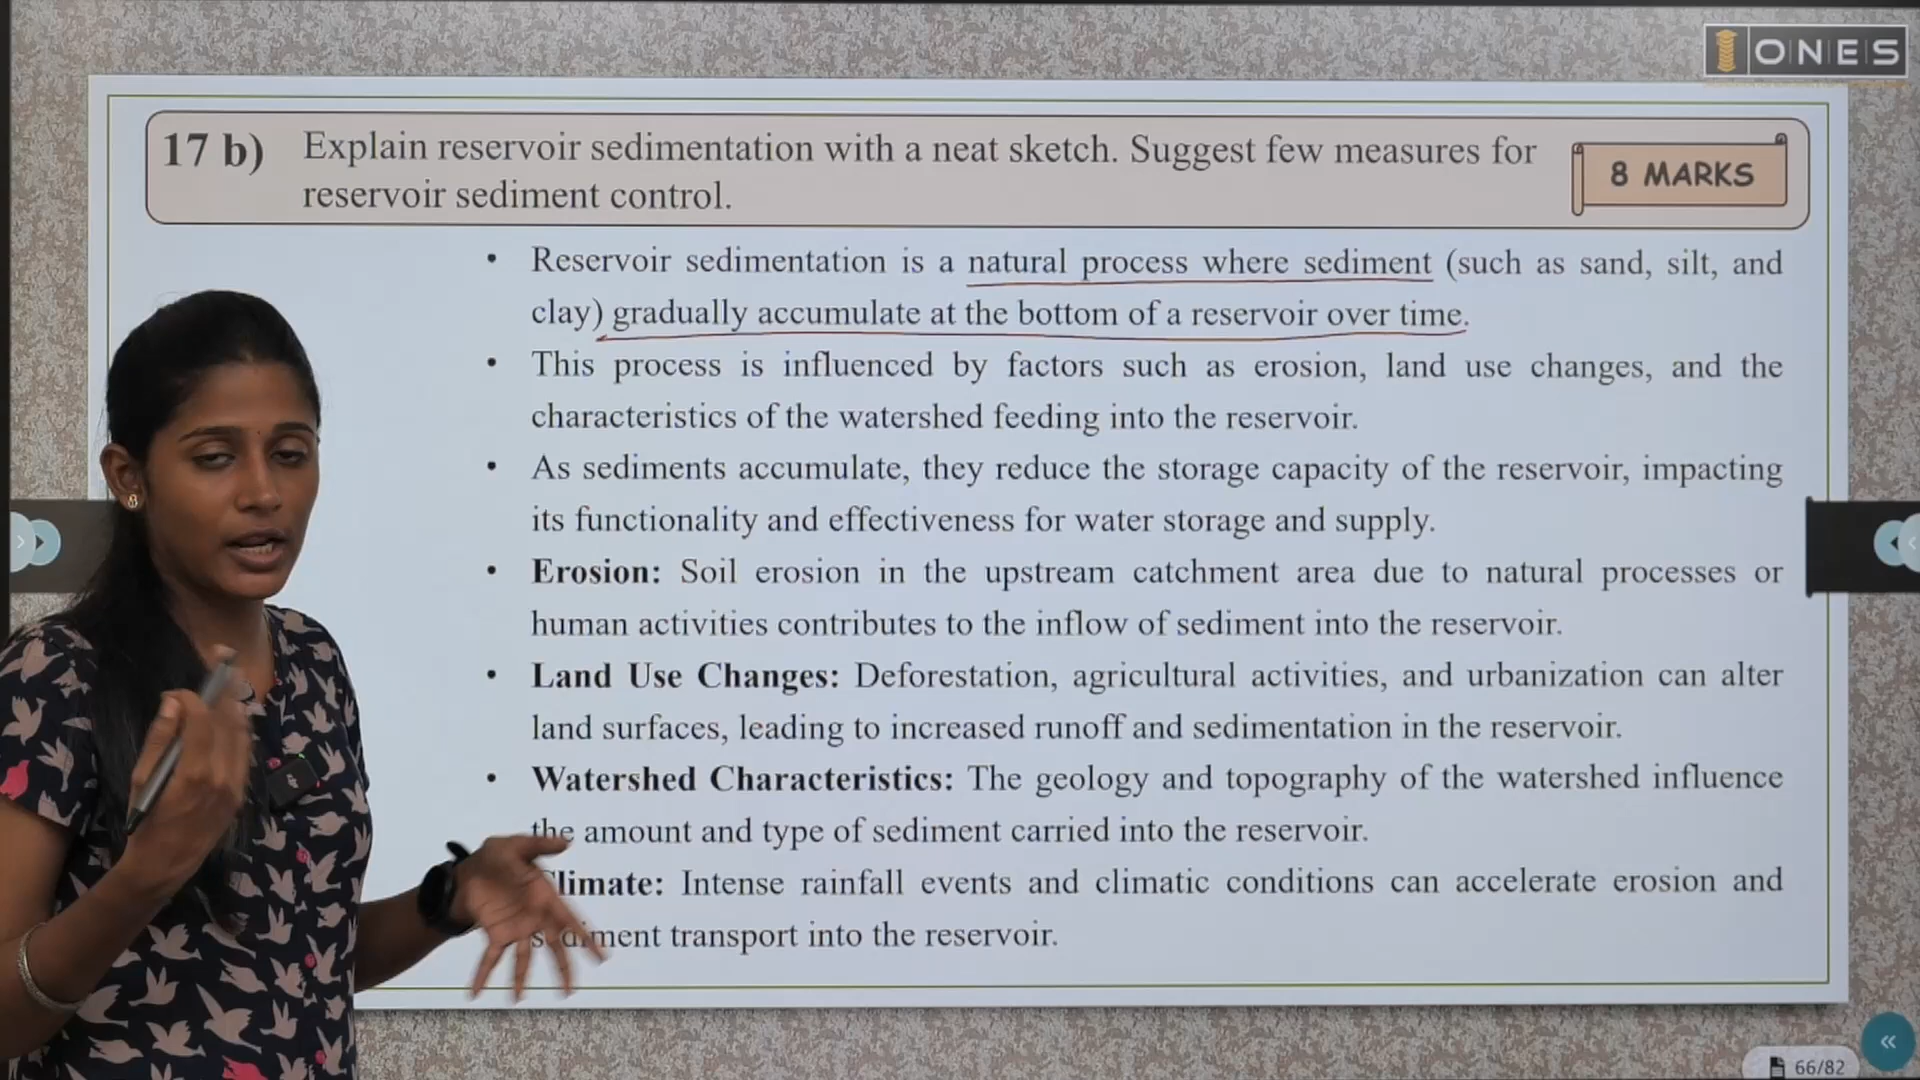 ONES
17 b) Explain reservoir sedimentation with a neat sketch. Suggest few measures for
reservoir sediment control.
8 MARKS
• Reservoir sedimentation is a natural process where sediment (such as sand, silt, and
clay) gradually accumulate at the bottom of a reservoir over time.
• This process is influenced by factors such as erosion, land use changes, and the
characteristics of the watershed feeding into the reservoir.
• As sediments accumulate, they reduce the storage capacity of the reservoir, impacting
its functionality and effectiveness for water storage and supply.
• Erosion: Soil erosion in the upstream catchment area due to natural processes or
human activities contributes to the inflow of sediment into the reservoir.
• Land Use Changes: Deforestation, agricultural activities, and urbanization can alter
land surfaces, leading to increased runoff and sedimentation in the reservoir.
• Watershed Characteristics: The geology and topography of the watershed influence
the amount and type of sediment carried into the reservoir.
Climate: Intense rainfall events and climatic conditions can accelerate erosion and
sediment transport into the reservoir.
66/82